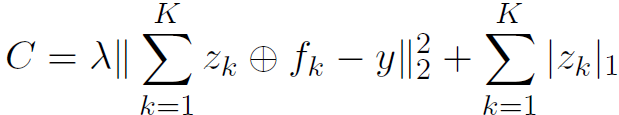 C = λ‖ ∑_{k=1}^{K} z_k ⊕ f_k − y‖_2^2 + ∑_{k=1}^{K} |z_k|_1